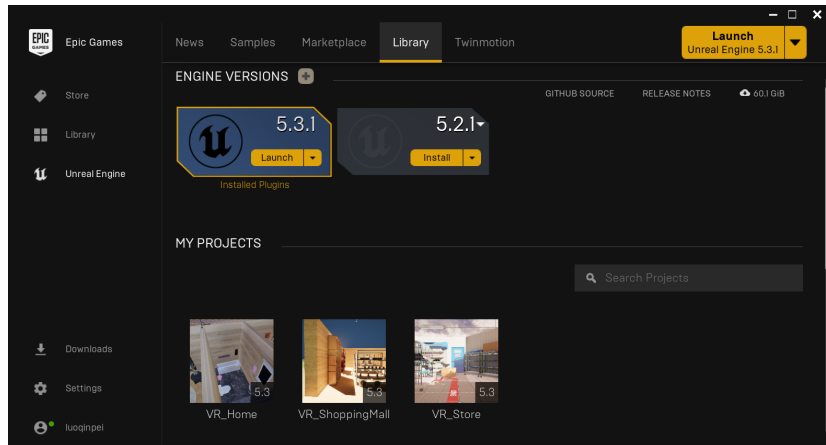 EPIC GAMES
Epic Games
News Samples Marketplace Library Twinmotion
Launch
Unreal Engine 5.3.1
ENGINE VERSIONS
GITHUB SOURCE RELEASE NOTES 60.1 GiB
Store
Library
Unreal Engine
5.3.1
Launch
Installed Plugins
5.2.1
Install
MY PROJECTS
Search Projects
5.3 5.3 5.3
VR_Home VR_ShoppingMall VR_Store
Downloads
Settings
luoqinpei